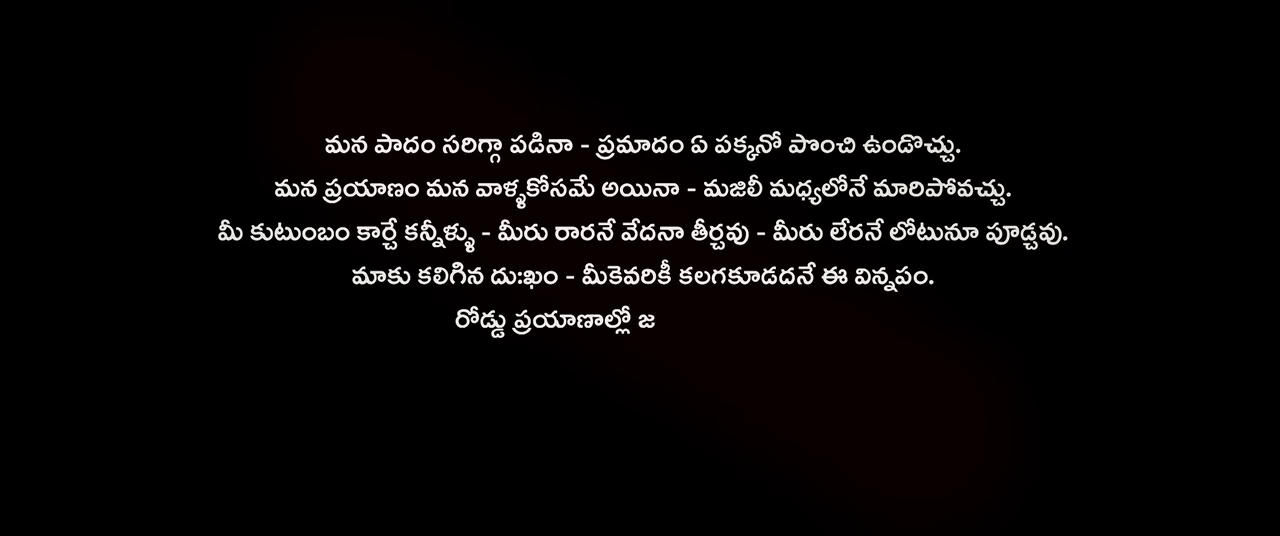 మన పాదం సరిగ్గా పడినా - ప్రమాదం ఏ పక్కనో పొంచి ఉండొచ్చు.
మన ప్రయాణం మన వాళ్ళకోసమే అయినా - మజిలీ మధ్యలోనే మారిపోవచ్చు.
మీ కుటుంబం కార్చే కన్నీళ్ళు - మీరు రారనే వేదనా తీర్చవు - మీరు లేరనే లోటునూ పూడ్చవు.
మాకు కలిగిన దుఃఖం - మీకెవరికీ కలగకూడదనే ఈ విన్నపం.
రోడ్డు ప్రయాణాల్లో జ